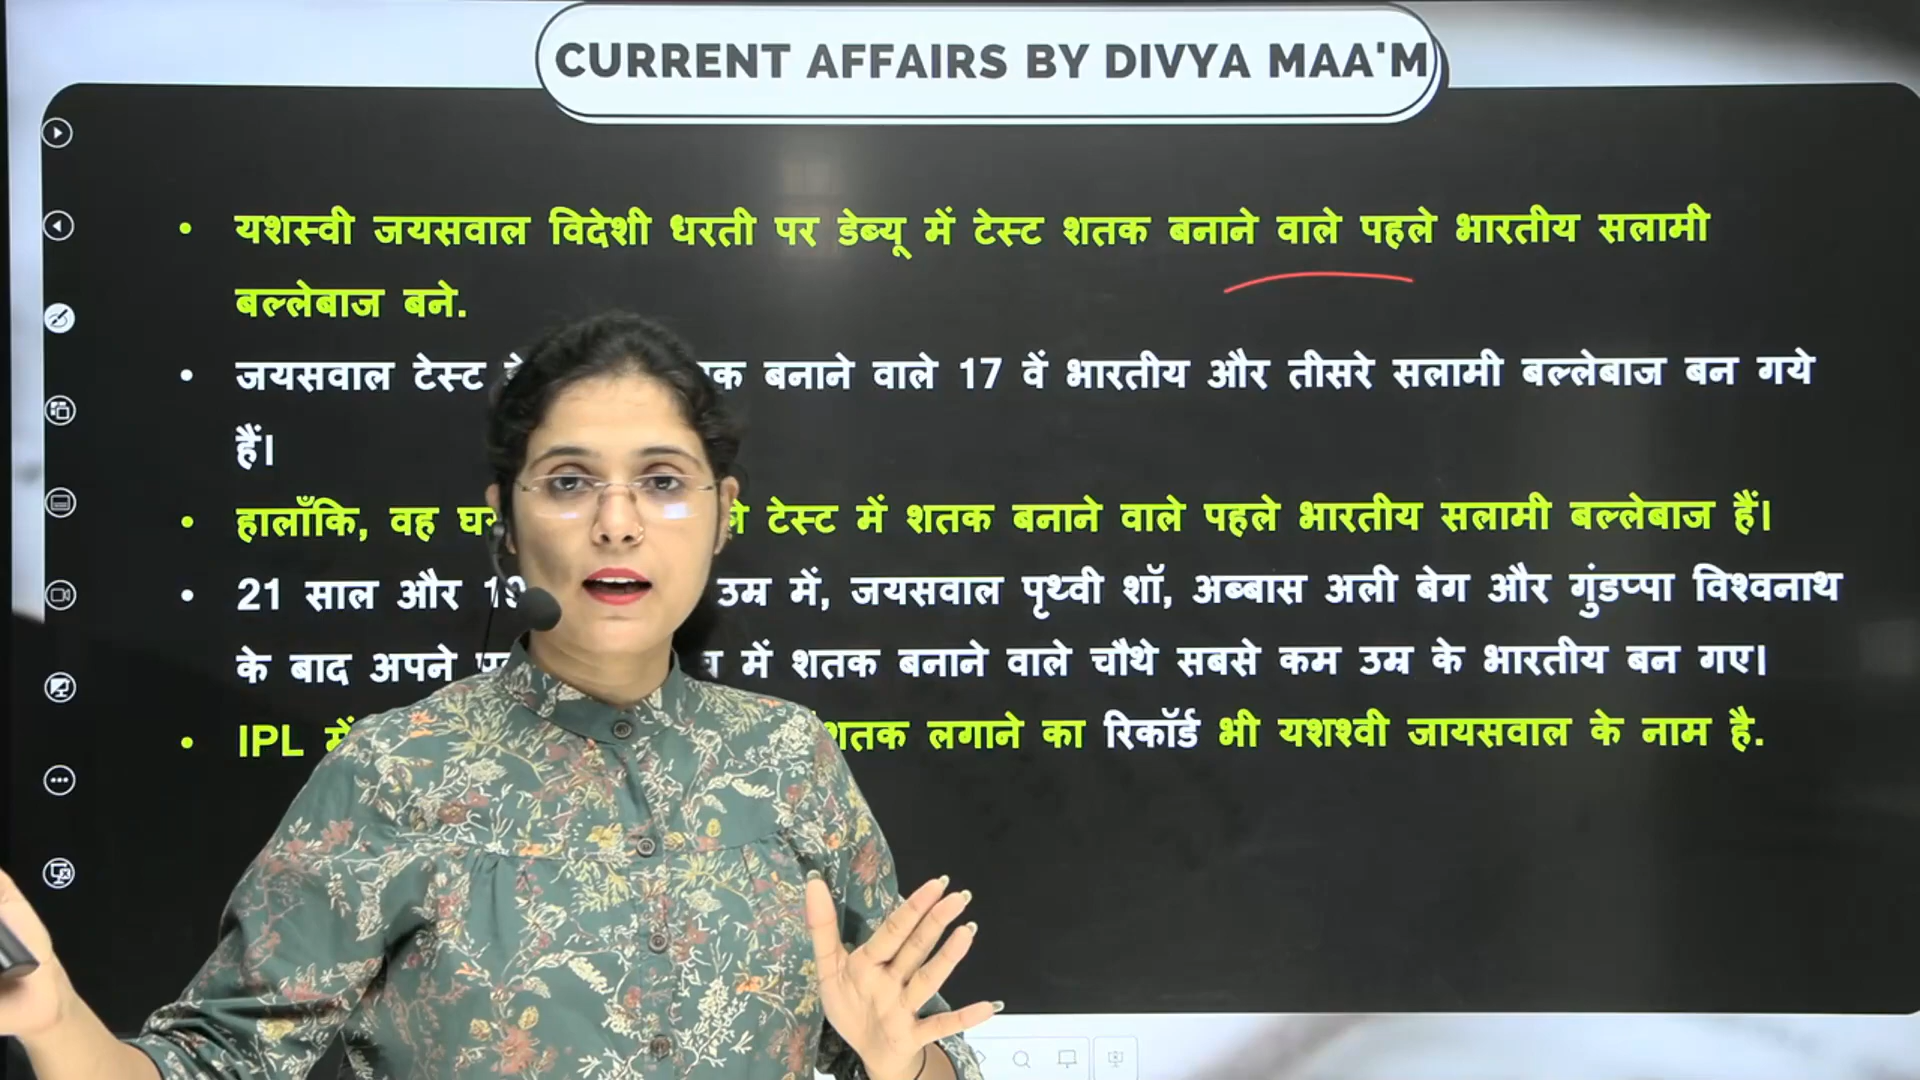 CURRENT AFFAIRS BY DIVYA MAA'M
• यशस्वी जयसवाल विदेशी धरती पर डेब्यू में टेस्ट शतक बनाने वाले पहले भारतीय सलामी
बल्लेबाज बने.
• जयसवाल टेस्ट बनाने वाले 17 वें भारतीय और तीसरे सलामी बल्लेबाज बन गये
हैं।
• हालाँकि, वह टेस्ट में शतक बनाने वाले पहले भारतीय सलामी बल्लेबाज हैं।
• 21 साल और उम्र में, जयसवाल पृथ्वी शॉ, अब्बास अली बेग और गुंडप्पा विश्वनाथ
के बाद अपने में शतक बनाने वाले चौथे सबसे कम उम्र के भारतीय बन गए।
• IPL शतक लगाने का रिकॉर्ड भी यशश्वी जायसवाल के नाम है.